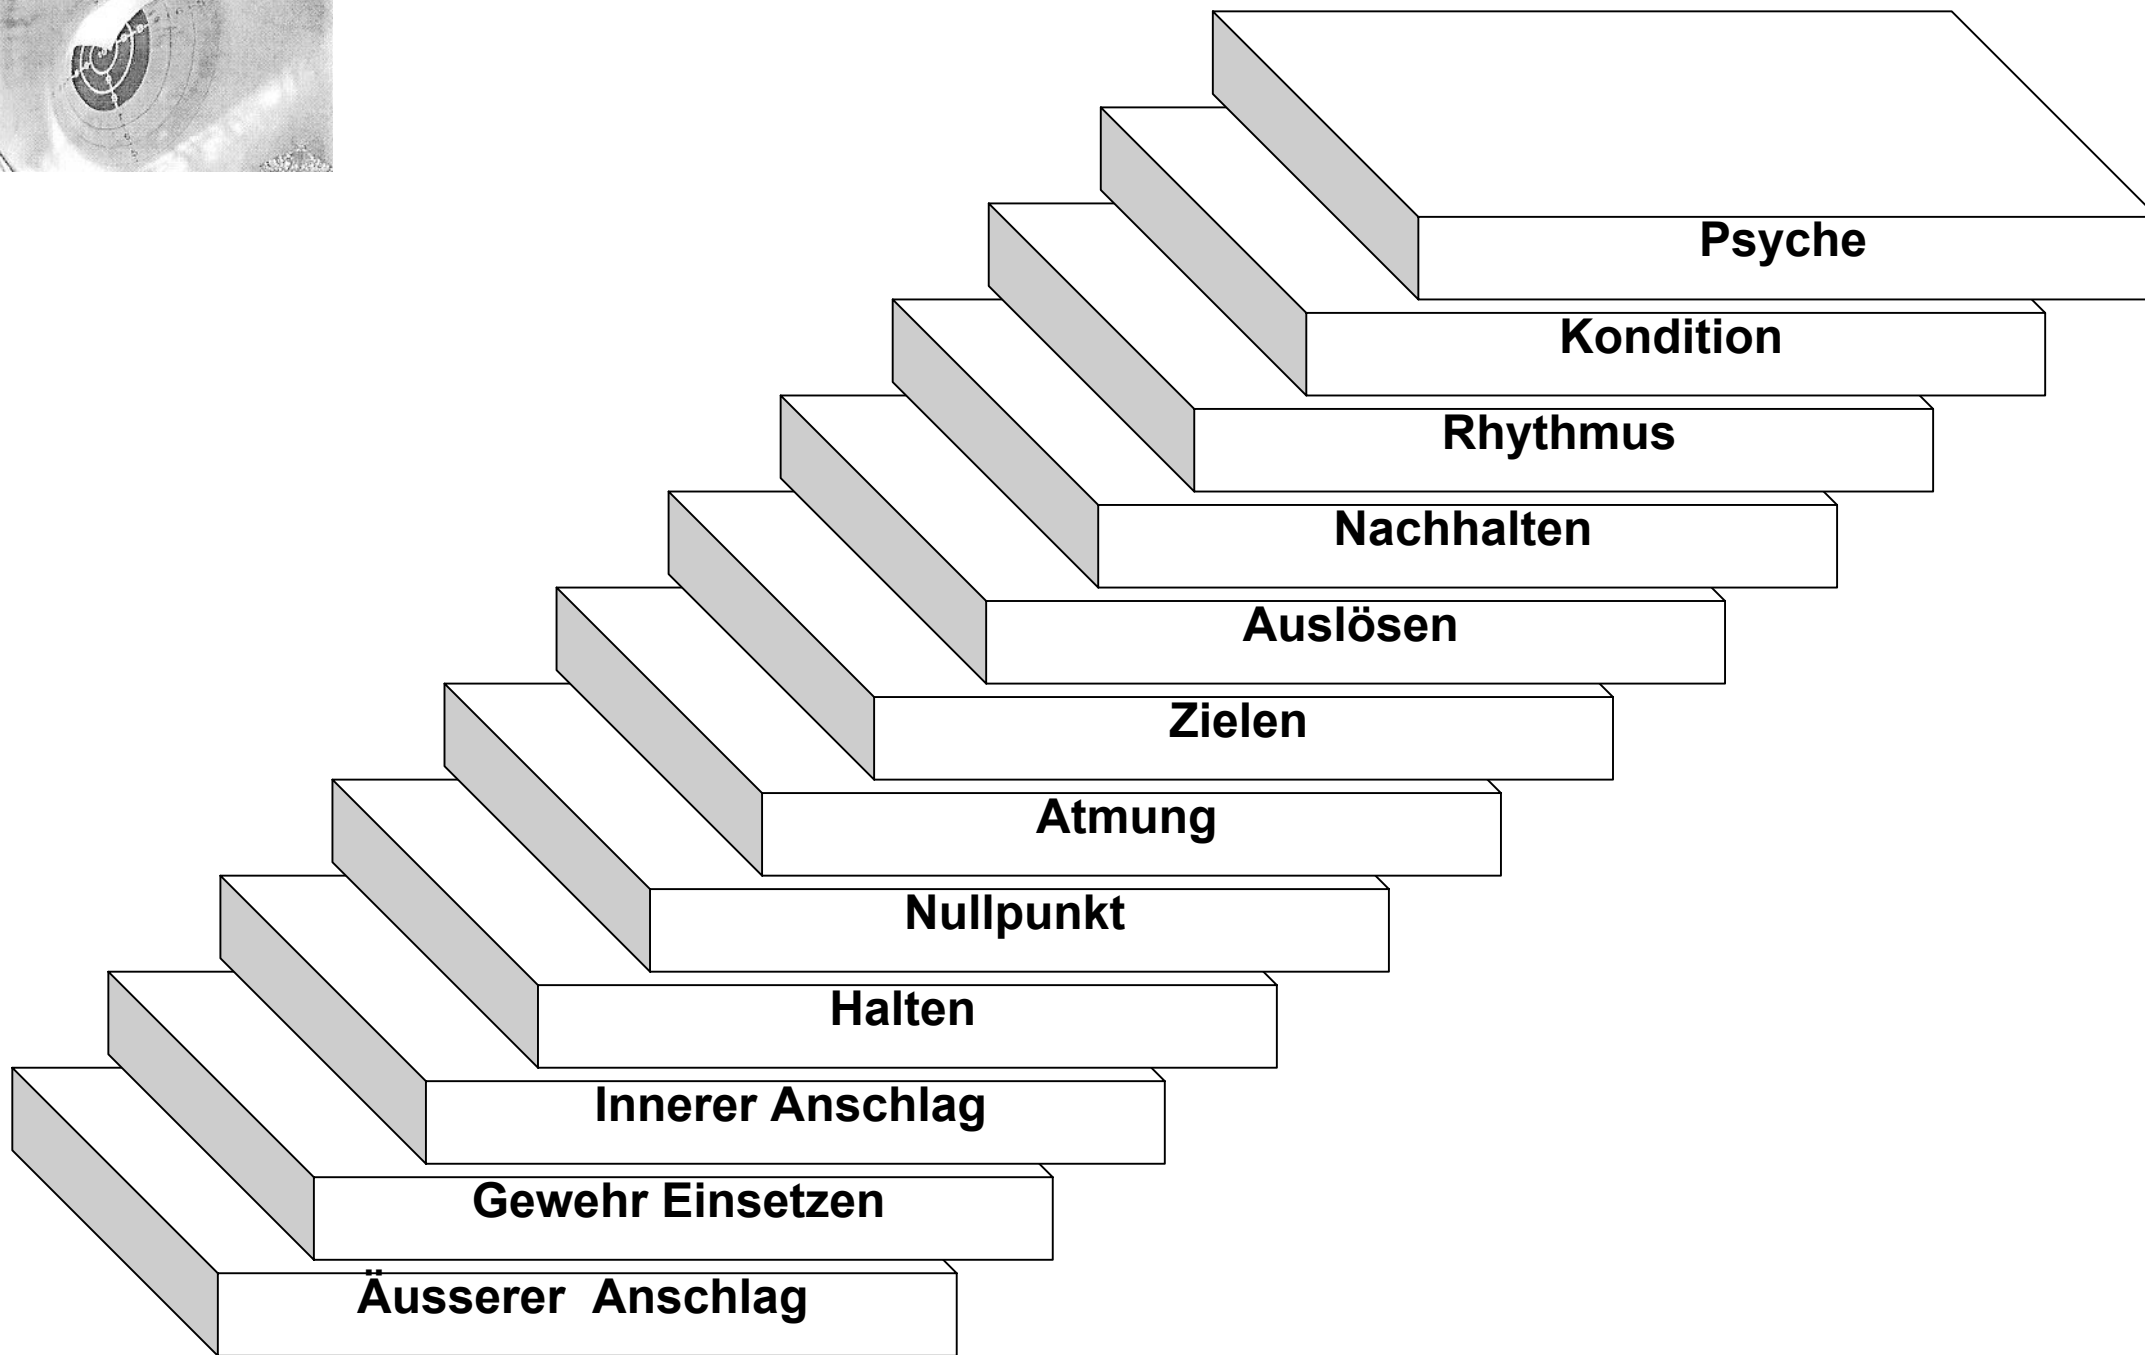 Psyche
Kondition
Rhythmus
Nachhalten
Auslösen
Zielen
Atmung
Nullpunkt
Halten
Innerer Anschlag
Gewehr Einsetzen
Äusserer Anschlag